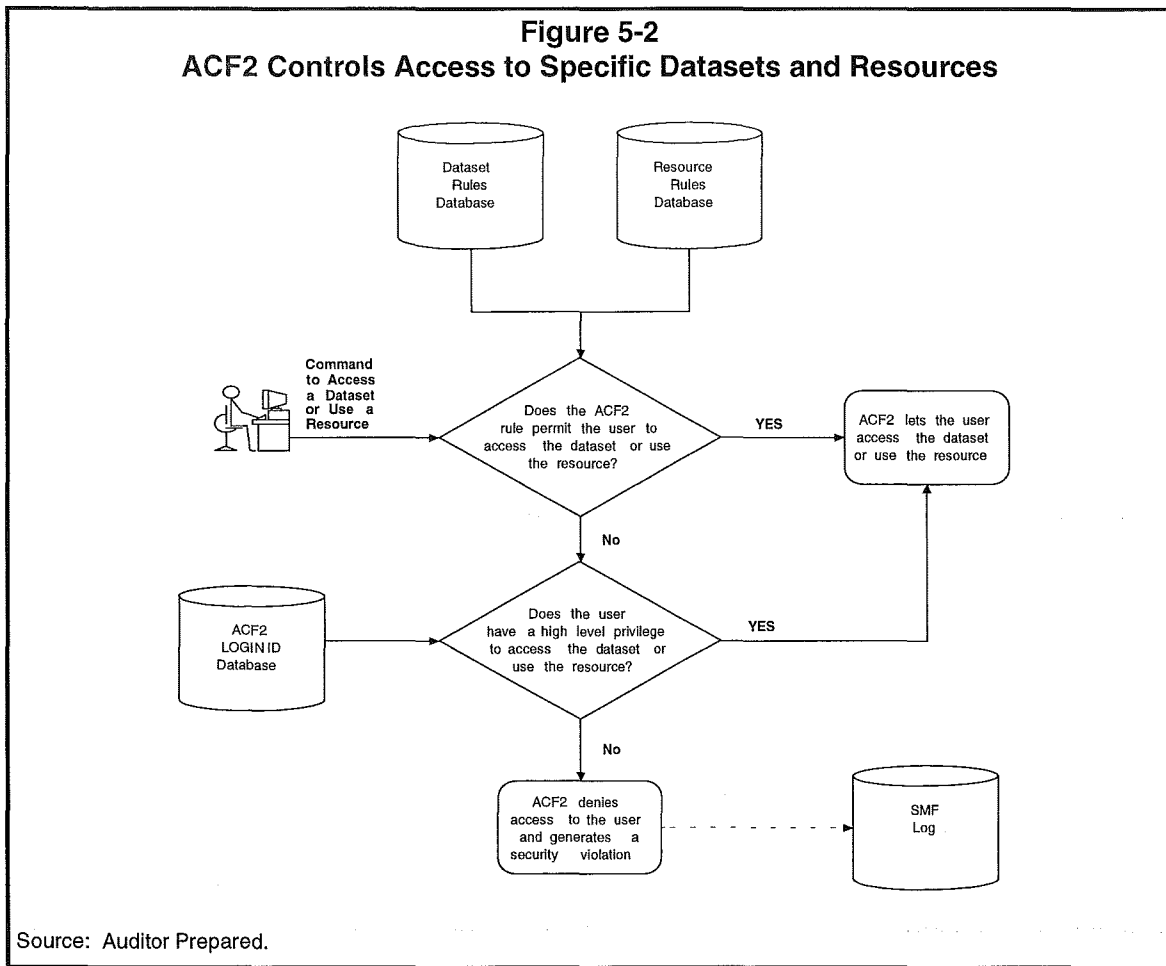 Figure 5-2
ACF2 Controls Access to Specific Datasets and Resources
Dataset
Rules
Database
Resource
Rules
Database
Command
to Access
a Dataset
or Use a
Resource
Does the ACF2
rule permit the user to
access the dataset or use
the resource?
YES
ACF2 lets the user
access the dataset
or use the resource
No
ACF2
LOGIN ID
Database
Does the user
have a high level privilege
to access the dataset or
use the resource?
YES
No
ACF2 denies
access to the user
and generates a
security violation
SMF
Log
Source: Auditor Prepared.